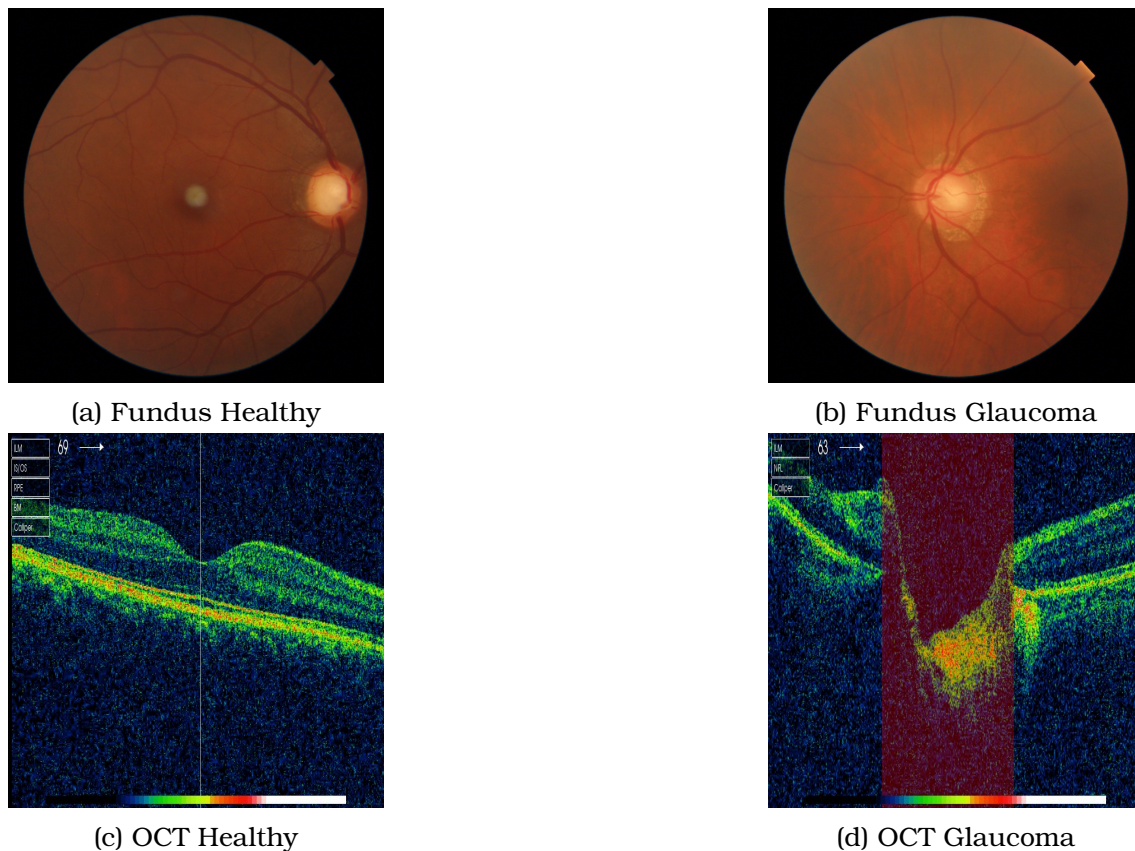 (a) Fundus Healthy
(b) Fundus Glaucoma
ILM
69
IS/OS
RPE
BM
Caliper
ILM
63
NFL
Caliper
(c) OCT Healthy
(d) OCT Glaucoma